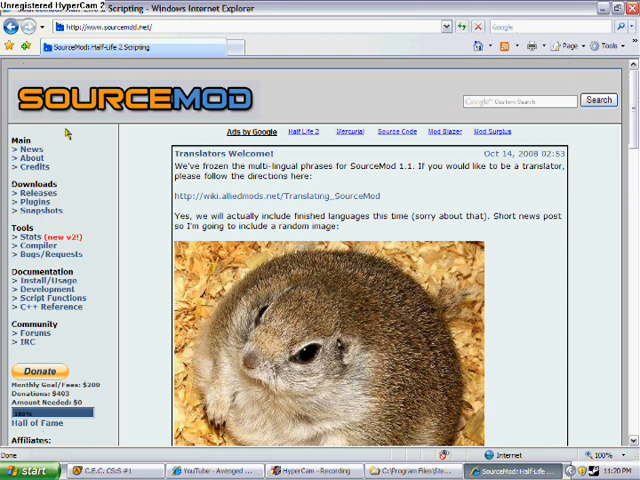 Unregistered HyperCam 2
Scripting - Windows Internet Explorer
http://www.sourcemod.net/
Google
SourceMod: Half-Life 2 Scripting
Page
Tools
SOURCEMOD
Google™ Custom Search
Search
Ads by Google
Half Life 2
Mercurial
Source Code
Mod Blazer
Mod Surplus
Main
> News
> About
> Credits
Downloads
> Releases
> Plugins
> Snapshots
Tools
> Stats (new v2!)
> Compiler
> Bugs/Requests
Documentation
> Install/Usage
> Development
> Script Functions
> C++ Reference
Community
> Forums
> IRC
Donate
Monthly Goal/Fees: $200
Donations: $403
Amount Needed: $0
100%
Hall of Fame
Affiliates:
Translators Welcome!
Oct 14, 2008 02:53
We've frozen the multi-lingual phrases for SourceMod 1.1. If you would like to be a translator,
please follow the directions here:
http://wiki.alliedmods.net/Translating_SourceMod
Yes, we will actually include finished languages this time (sorry about that). Short news post
so I'm going to include a random image:
Done
Internet
100%
start
C.E.C. CS:S #1
YouTube - Avenged ...
HyperCam - Recording
C:\Program Files\Ste...
SourceMod: Half-Life ...
11:20 PM